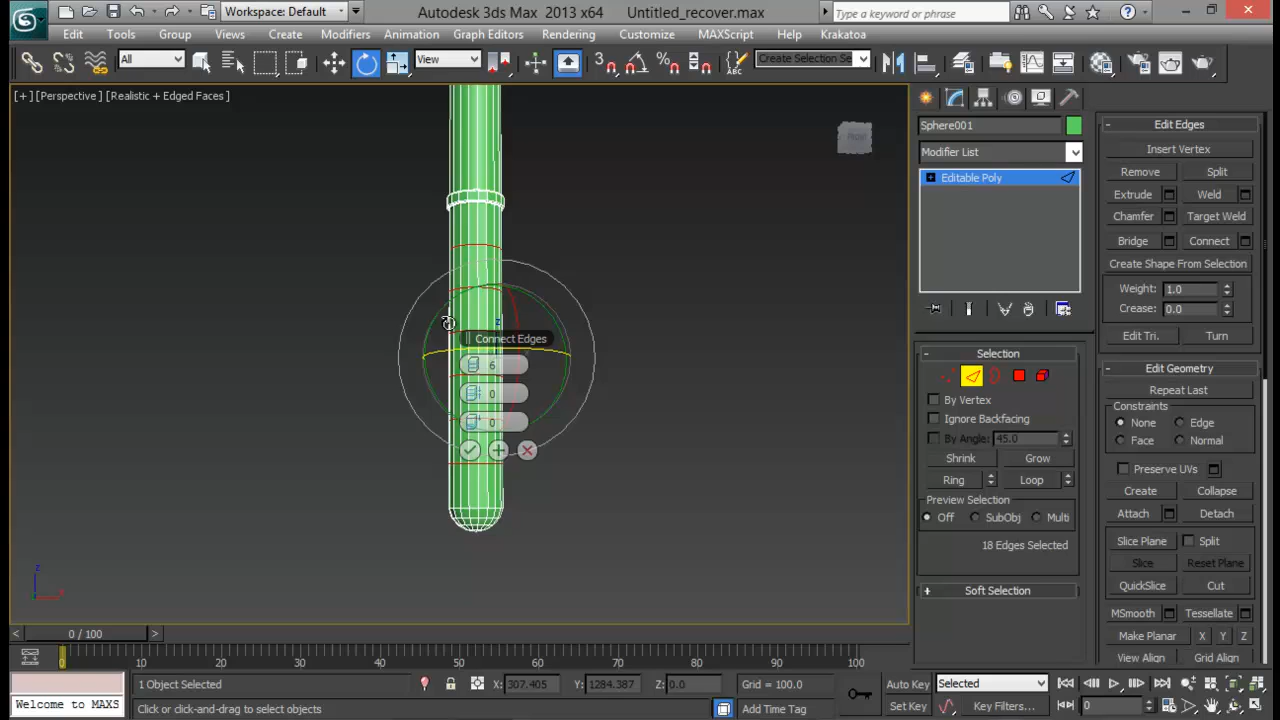 Workspace: Default
Autodesk 3ds Max 2013 x64 Untitled_recover.max
Type a keyword or phrase
Edit Tools Group Views Create Modifiers Animation Graph Editors Rendering Customize MAXScript Help Krakatoa
All
View
3
Create Selection Se
[+] [Perspective ] [Realistic + Edged Faces ]
FRONT
z
Connect Edges
6
0
0
z
x
Sphere001
Modifier List
Editable Poly
- Selection
By Vertex
Ignore Backfacing
By Angle: 45.0
Shrink Grow
Ring Loop
Preview Selection
Off SubObj Multi
18 Edges Selected
+ Soft Selection
- Edit Edges
Insert Vertex
Remove Split
Extrude Weld
Chamfer Target Weld
Bridge Connect
Create Shape From Selection
Weight: 1.0
Crease: 0.0
Edit Tri. Turn
- Edit Geometry
Repeat Last
Constraints
None Edge
Face Normal
Preserve UVs
Create Collapse
Attach Detach
Slice Plane Split
Slice Reset Plane
QuickSlice Cut
MSmooth Tessellate
Make Planar X Y Z
View Align Grid Align
< 0 / 100 >
0 10 20 30 40 50 60 70 80 90 100
1 Object Selected X: 307.405 Y: 1284.387 Z: 0.0 Grid = 100.0 Auto Key Selected
Welcome to MAXS Click or click-and-drag to select objects Add Time Tag Set Key Key Filters... 0